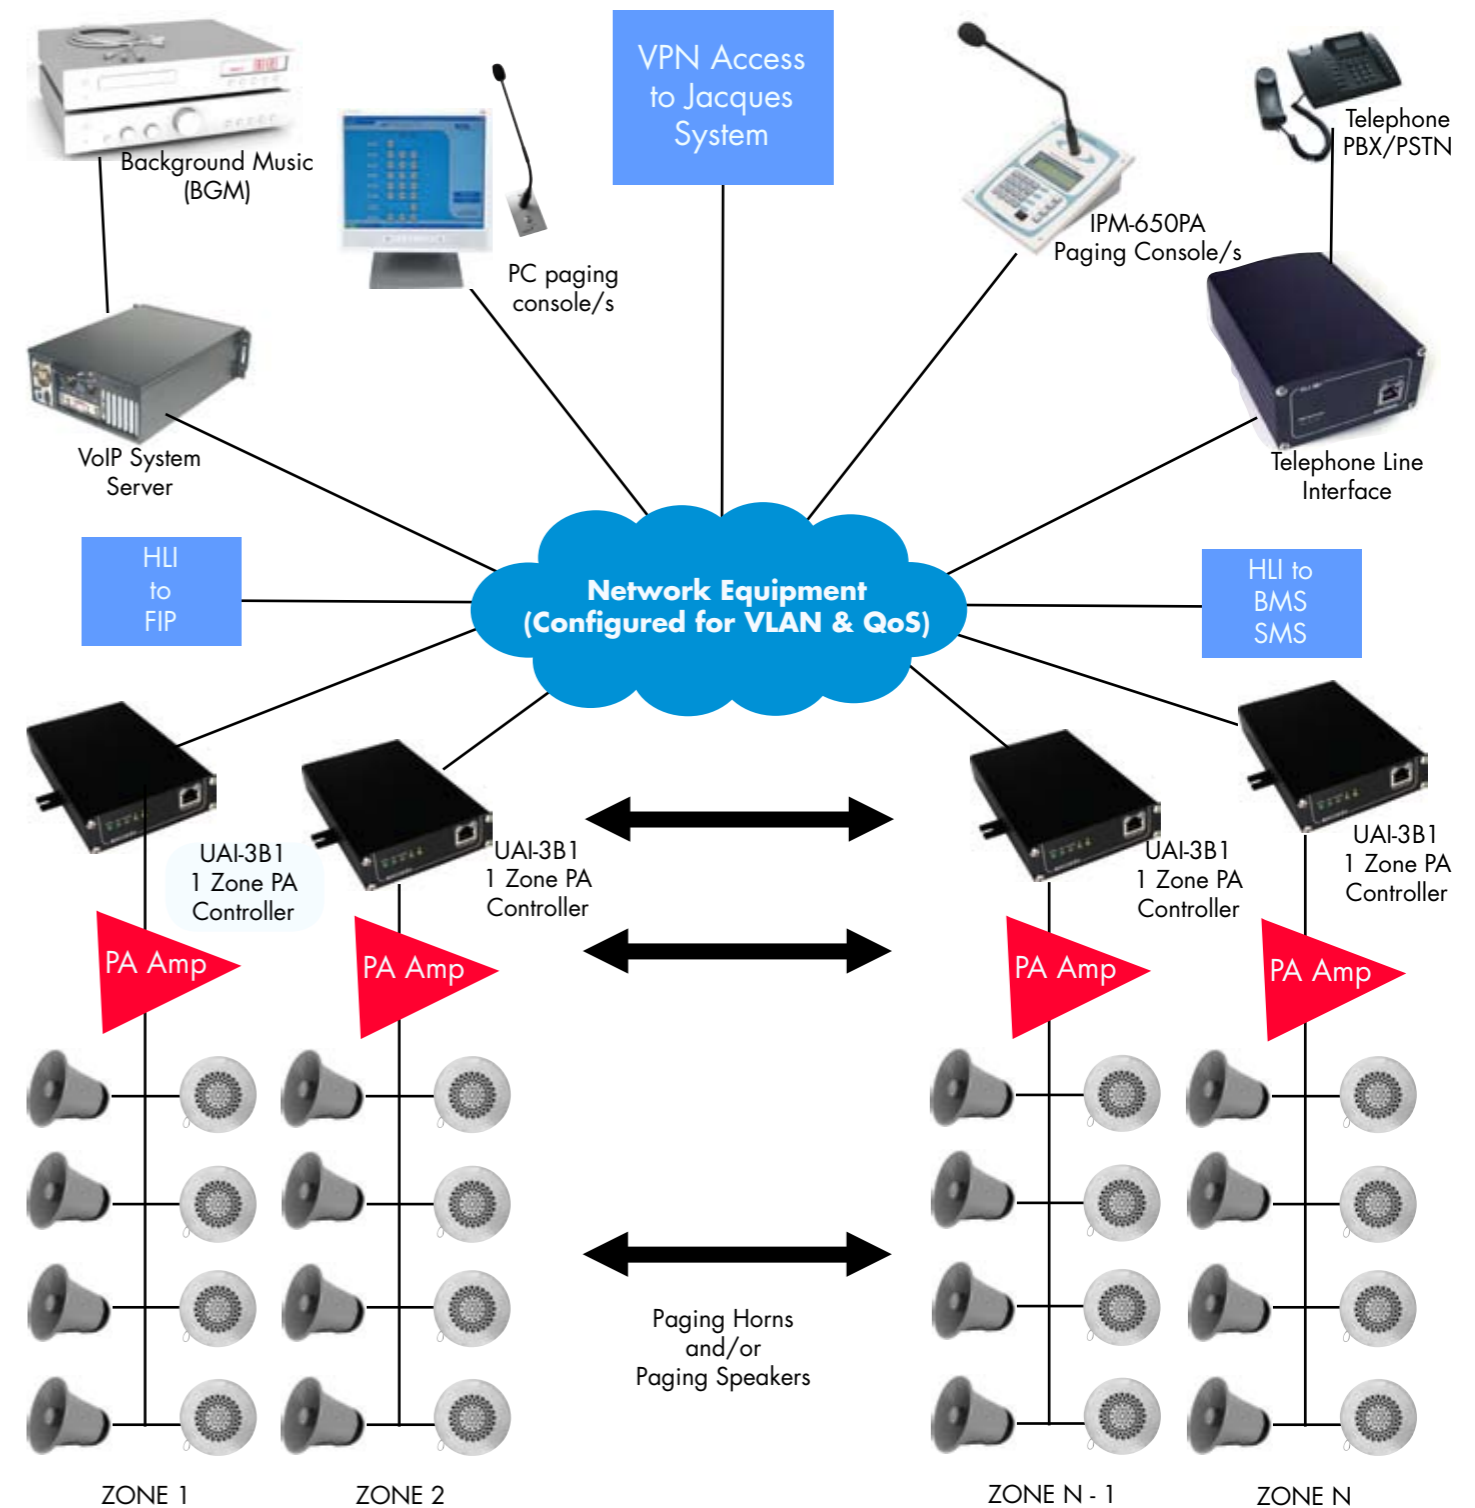 VPN Access
to Jacques
System
Telephone
PBX/PSTN
Background Music
(BGM)
IPM-650PA
Paging Console/s
PC paging
console/s
VoIP System
Server
Telephone Line
Interface
HLI
to
FIP
Network Equipment
(Configured for VLAN & QoS)
HLI to
BMS
SMS
UAI-3B1
1 Zone PA
Controller
UAI-3B1
1 Zone PA
Controller
UAI-3B1
1 Zone PA
Controller
UAI-3B1
1 Zone PA
Controller
PA Amp
PA Amp
PA Amp
PA Amp
Paging Horns
and/or
Paging Speakers
ZONE 1
ZONE 2
ZONE N - 1
ZONE N